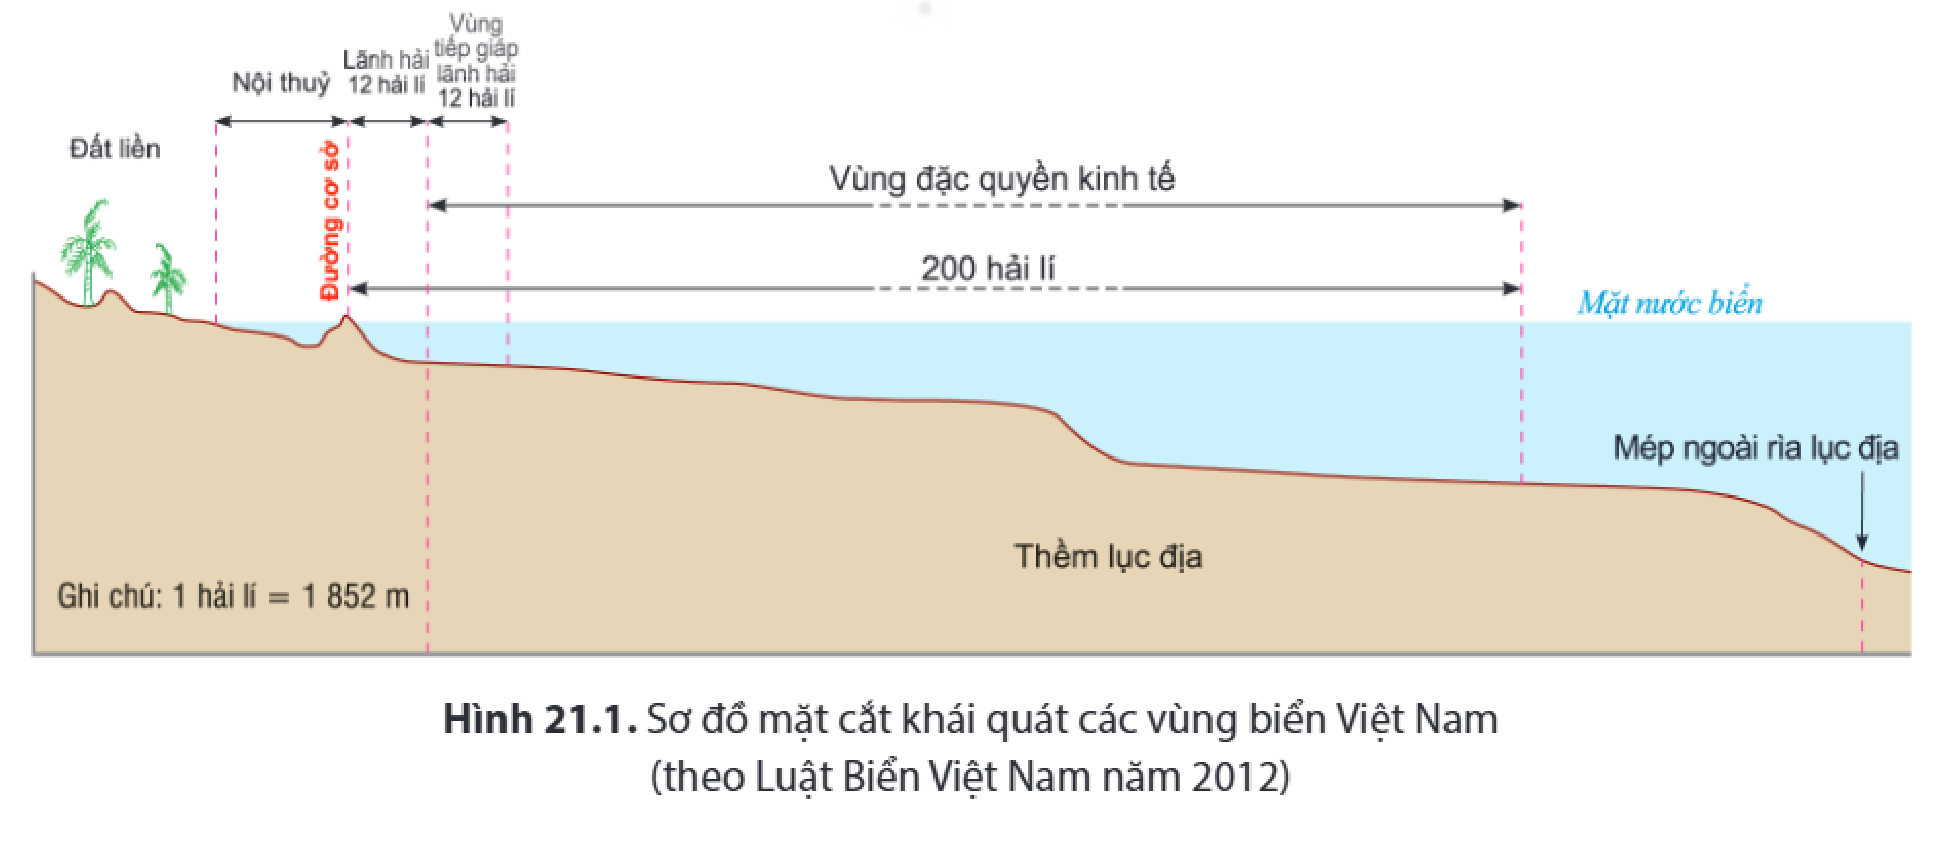 Đất liền
Nội thuỷ
Lãnh hải
12 hải lí
Vùng
tiếp giáp
lãnh hải
12 hải lí
Đường cơ sở
Vùng đặc quyền kinh tế
200 hải lí
Mặt nước biển
Mép ngoài rìa lục địa
Thềm lục địa
Ghi chú: 1 hải lí = 1 852 m
Hình 21.1. Sơ đồ mặt cắt khái quát các vùng biển Việt Nam
(theo Luật Biển Việt Nam năm 2012)